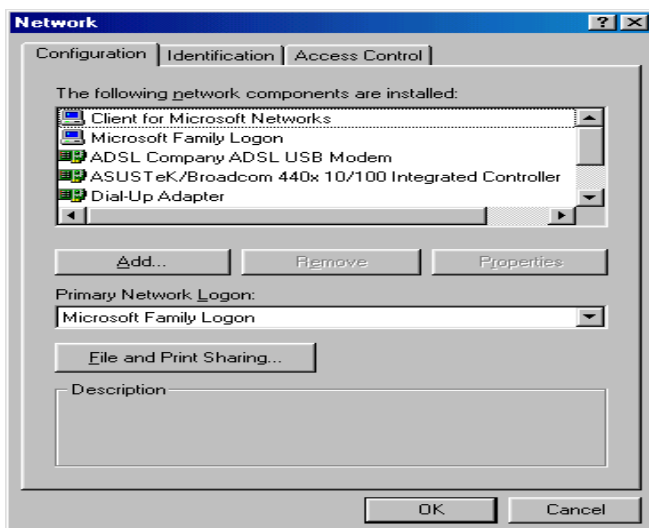 Network
Configuration Identification Access Control
The following network components are installed:
Client for Microsoft Networks
Microsoft Family Logon
ADSL Company ADSL USB Modem
ASUSTeK/Broadcom 440x 10/100 Integrated Controller
Dial-Up Adapter
Add... Remove Properties
Primary Network Logon:
Microsoft Family Logon
File and Print Sharing...
Description
OK Cancel